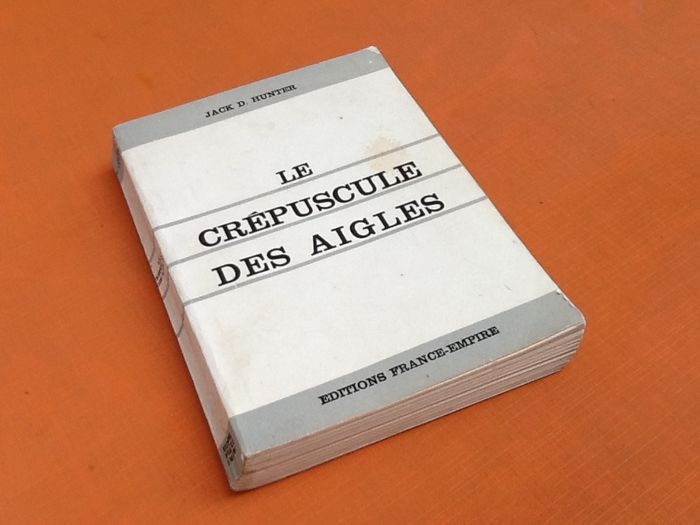 JACK D. HUNTER
LE
CRÉPUSCULE
DES AIGLES
EDITIONS FRANCE-EMPIRE